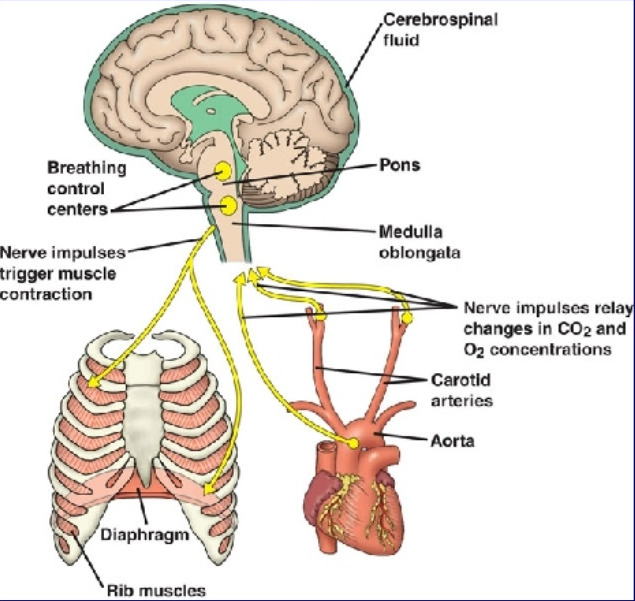 Cerebrospinal
fluid
Breathing
control
centers
Pons
Medulla
oblongata
Nerve impulses
trigger muscle
contraction
Nerve impulses relay
changes in CO₂ and
O₂ concentrations
Carotid
arteries
Aorta
Diaphragm
Rib muscles